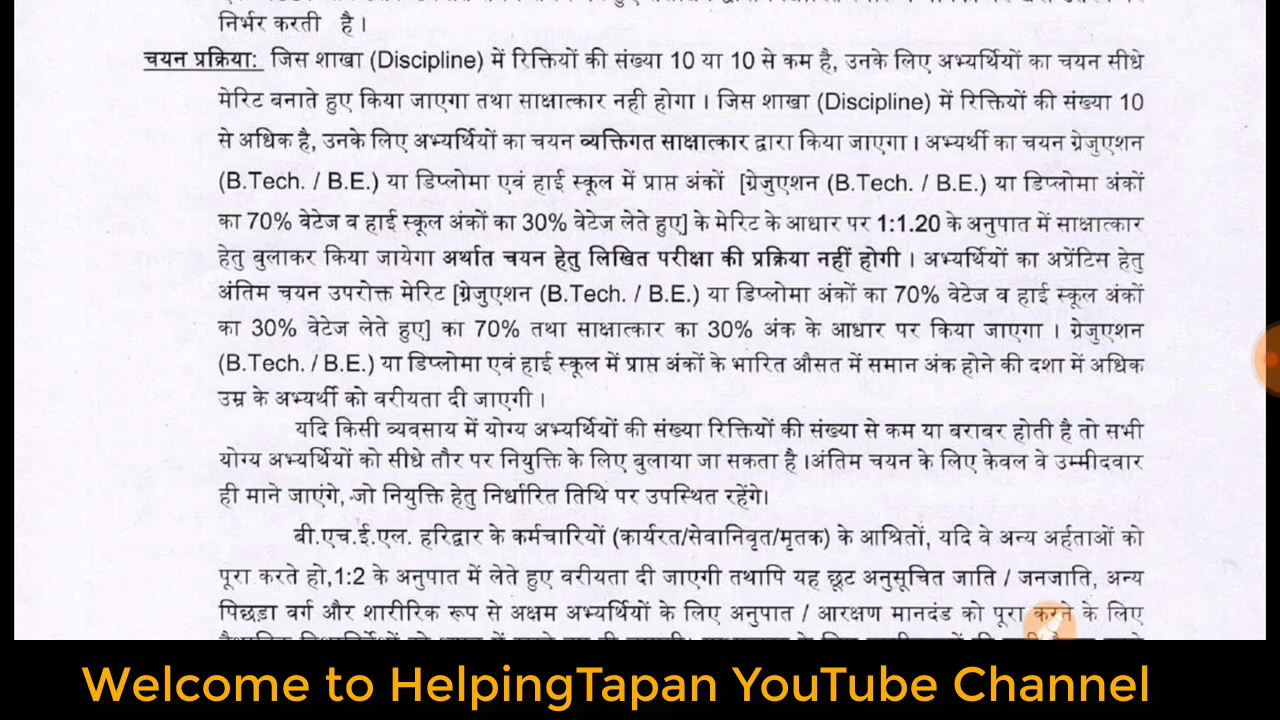 निर्भर करती है ।
चयन प्रक्रिया: जिस शाखा (Discipline) में रिक्तियों की संख्या 10 या 10 से कम है, उनके लिए अभ्यर्थियों का चयन सीधे
मेरिट बनाते हुए किया जाएगा तथा साक्षात्कार नही होगा । जिस शाखा (Discipline) में रिक्तियों की संख्या 10
से अधिक है, उनके लिए अभ्यर्थियों का चयन व्यक्तिगत साक्षात्कार द्वारा किया जाएगा। अभ्यर्थी का चयन ग्रेजुएशन
(B.Tech. / B.E.) या डिप्लोमा एवं हाई स्कूल में प्राप्त अंकों [ग्रेजुएशन (B.Tech. / B.E.) या डिप्लोमा अंकों
का 70% वेटेज व हाई स्कूल अंकों का 30% वेटेज लेते हुए] के मेरिट के आधार पर 1:1.20 के अनुपात में साक्षात्कार
हेतु बुलाकर किया जायेगा अर्थात चयन हेतु लिखित परीक्षा की प्रक्रिया नहीं होगी । अभ्यर्थियों का अप्रेंटिस हेतु
अंतिम चयन उपरोक्त मेरिट [ग्रेजुएशन (B.Tech. / B.E.) या डिप्लोमा अंकों का 70% वेटेज व हाई स्कूल अंकों
का 30% वेटेज लेते हुए] का 70% तथा साक्षात्कार का 30% अंक के आधार पर किया जाएगा । ग्रेजुएशन
(B.Tech. / B.E.) या डिप्लोमा एवं हाई स्कूल में प्राप्त अंकों के भारित औसत में समान अंक होने की दशा में अधिक
उम्र के अभ्यर्थी को वरीयता दी जाएगी ।
यदि किसी व्यवसाय में योग्य अभ्यर्थियों की संख्या रिक्तियों की संख्या से कम या बराबर होती है तो सभी
योग्य अभ्यर्थियों को सीधे तौर पर नियुक्ति के लिए बुलाया जा सकता है ।अंतिम चयन के लिए केवल वे उम्मीदवार
ही माने जाएंगे, जो नियुक्ति हेतु निर्धारित तिथि पर उपस्थित रहेंगे।
बी.एच.ई.एल. हरिद्वार के कर्मचारियों (कार्यरत/सेवानिवृत/मृतक) के आश्रितों, यदि वे अन्य अर्हताओं को
पूरा करते हो,1:2 के अनुपात में लेते हुए वरीयता दी जाएगी तथापि यह छूट अनुसूचित जाति / जनजाति, अन्य
पिछड़ा वर्ग और शारीरिक रूप से अक्षम अभ्यर्थियों के लिए अनुपात / आरक्षण मानदंड को पूरा करने के लिए
Welcome to HelpingTapan YouTube Channel